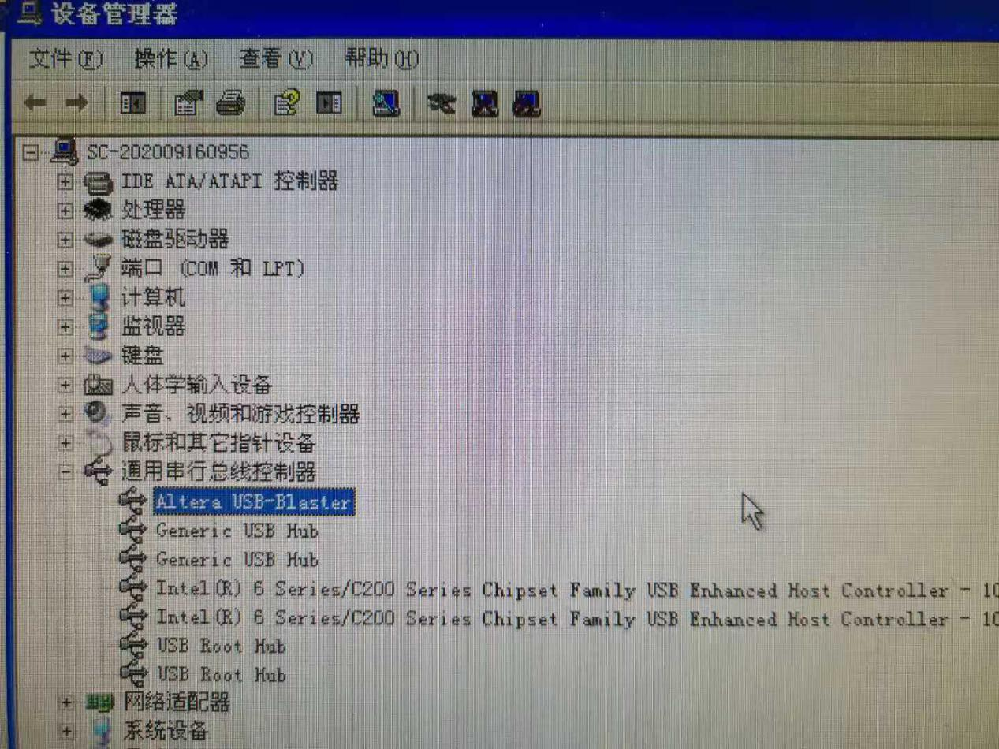 设备管理器
文件(F) 操作(A) 查看(V) 帮助(H)
SC-202009160956
IDE ATA/ATAPI 控制器
处理器
磁盘驱动器
端口 (COM 和 LPT)
计算机
监视器
键盘
人体学输入设备
声音、视频和游戏控制器
鼠标和其它指针设备
通用串行总线控制器
Altera USB-Blaster
Generic USB Hub
Generic USB Hub
Intel(R) 6 Series/C200 Series Chipset Family USB Enhanced Host Controller - 1C
Intel(R) 6 Series/C200 Series Chipset Family USB Enhanced Host Controller - 1C
USB Root Hub
USB Root Hub
网络适配器
系统设备